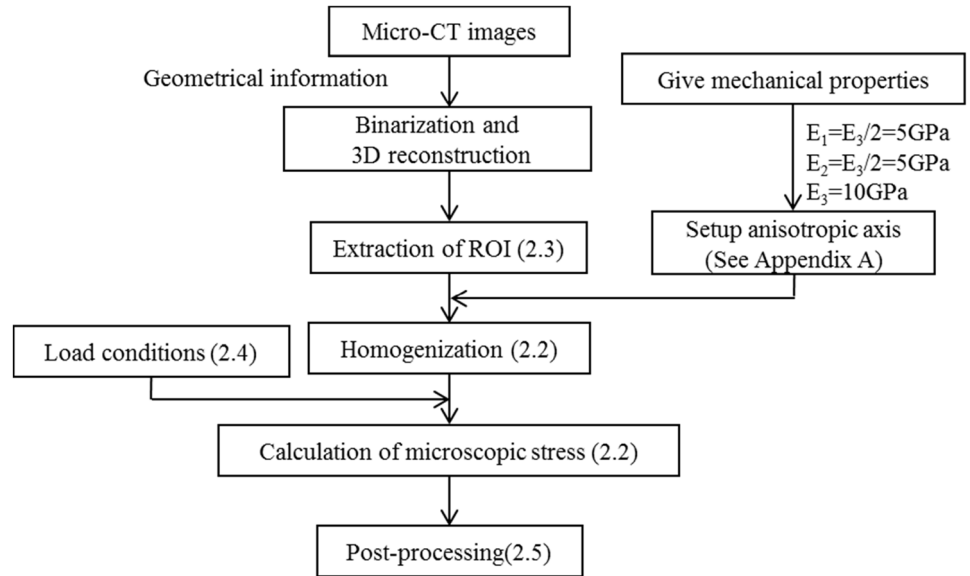 Micro-CT images
Geometrical information
Give mechanical properties
Binarization and
3D reconstruction
E₁=E₃/2=5GPa
E₂=E₃/2=5GPa
E₃=10GPa
Extraction of ROI (2.3)
Setup anisotropic axis
(See Appendix A)
Load conditions (2.4)
Homogenization (2.2)
Calculation of microscopic stress (2.2)
Post-processing(2.5)